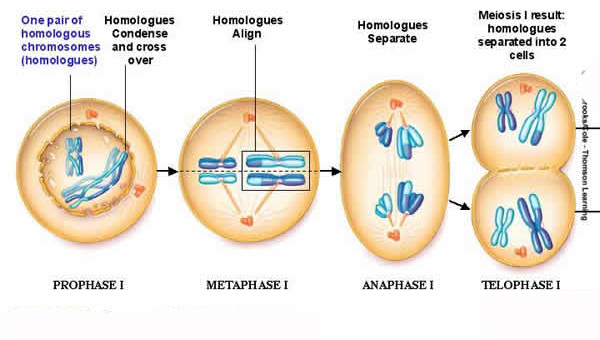 One pair of
homologous
chromosomes
(homologues)
Homologues
Condense
and cross
over
Homologues
Align
Homologues
Separate
Meiosis I result:
homologues
separated into 2
cells
PROPHASE I
METAPHASE I
ANAPHASE I
TELOPHASE I
- Thomson Learning